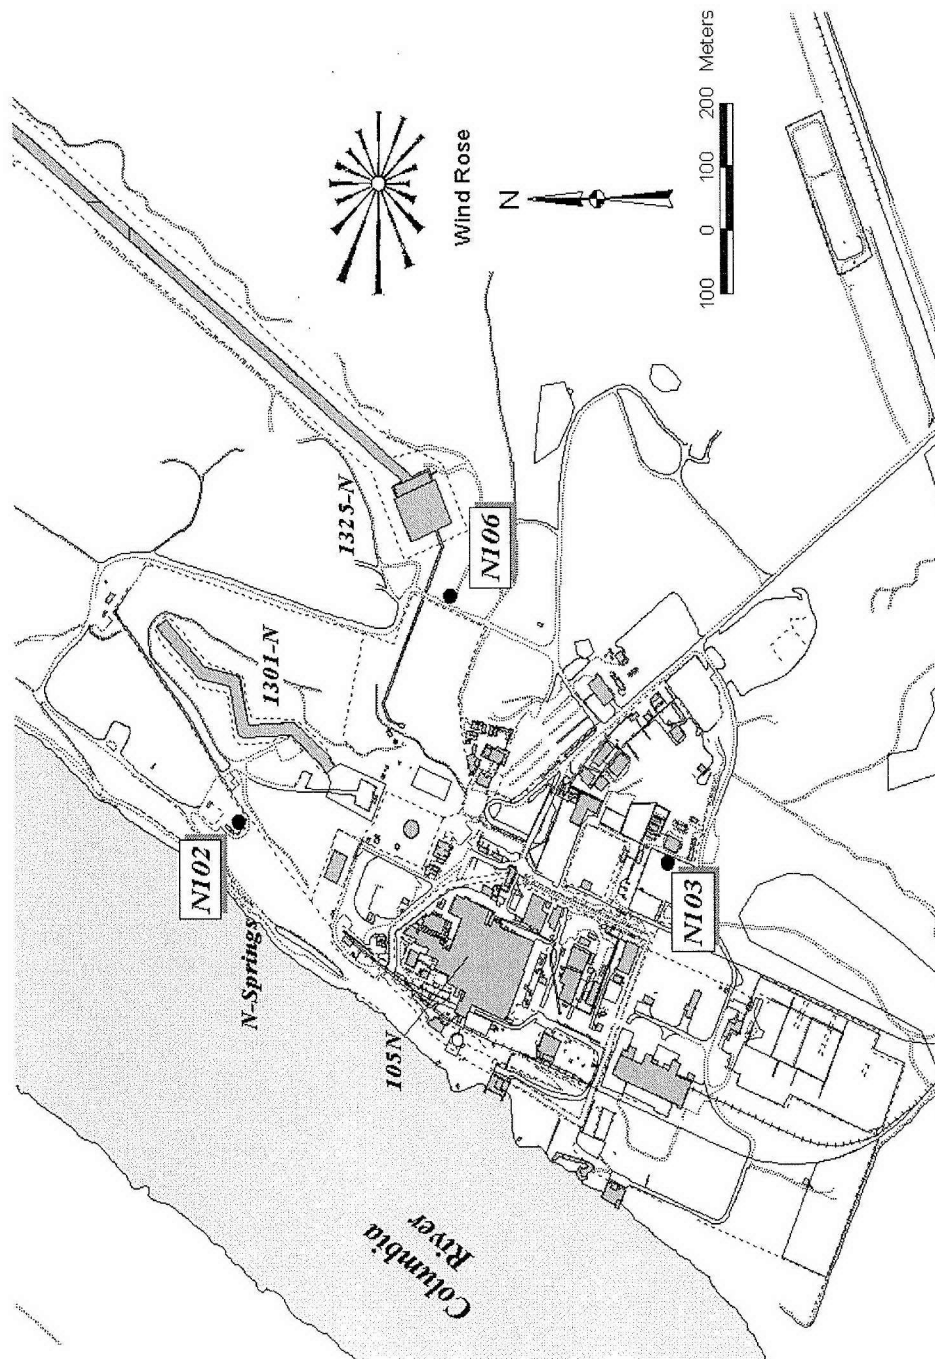 N-Springs
N102
1301-N
1325-N
N106
N103
105N
Columbia
River
Wind Rose
N
100 0 100 200 Meters